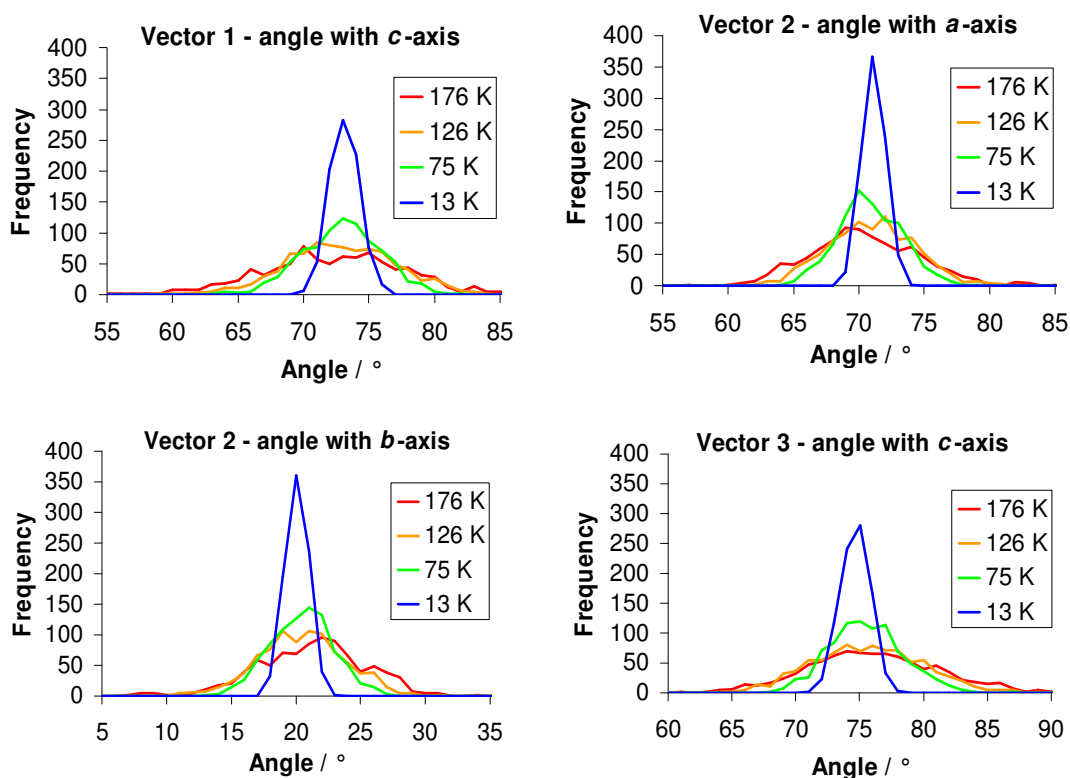 Vector 1 - angle with c-axis
400
350
300
250
200
150
100
50
0
Frequency
176 K
126 K
75 K
13 K
55 60 65 70 75 80 85
Angle / °
Vector 2 - angle with a-axis
400
350
300
250
200
150
100
50
0
Frequency
176 K
126 K
75 K
13 K
55 60 65 70 75 80 85
Angle / °
Vector 2 - angle with b-axis
400
350
300
250
200
150
100
50
0
Frequency
176 K
126 K
75 K
13 K
5 10 15 20 25 30 35
Angle / °
Vector 3 - angle with c-axis
400
350
300
250
200
150
100
50
0
Frequency
176 K
126 K
75 K
13 K
60 65 70 75 80 85 90
Angle / °